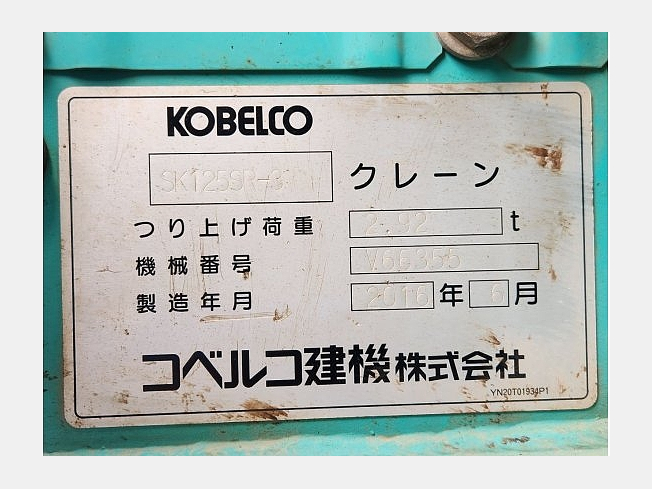 KOBELCO
SK125SR-3 クレーン
つり上げ荷重 2.92 t
機械番号 V66355
製造年月 2016 年 6 月
コベルコ建機株式会社
YN20T01934P1